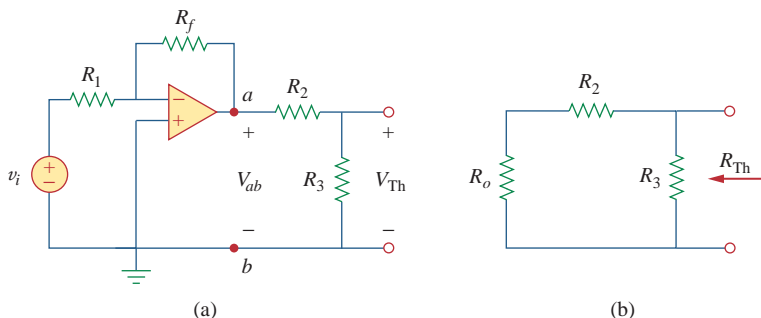 R_f
R_1
a
R_2
R_2
−
+
+
+
v_i
+
−
V_ab
R_3
V_Th
R_o
R_3
R_Th
−
−
b
(a)
(b)